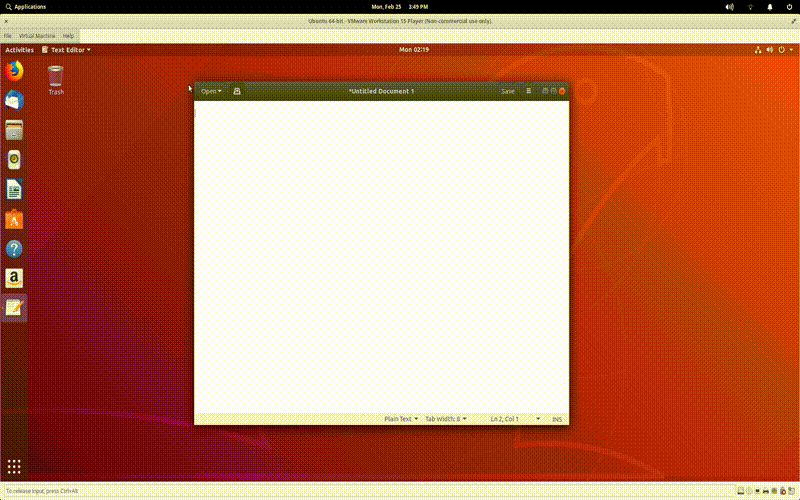 Applications Mon, Feb 25 3:49 PM
Ubuntu 64-bit - VMware Workstation 15 Player (Non-commercial use only)
File Virtual Machine Help
Activities Text Editor Mon 02:19
Trash
Open *Untitled Document 1 Save
Plain Text Tab Width: 8 Ln 2, Col 1 INS
To release input, press Ctrl+Alt